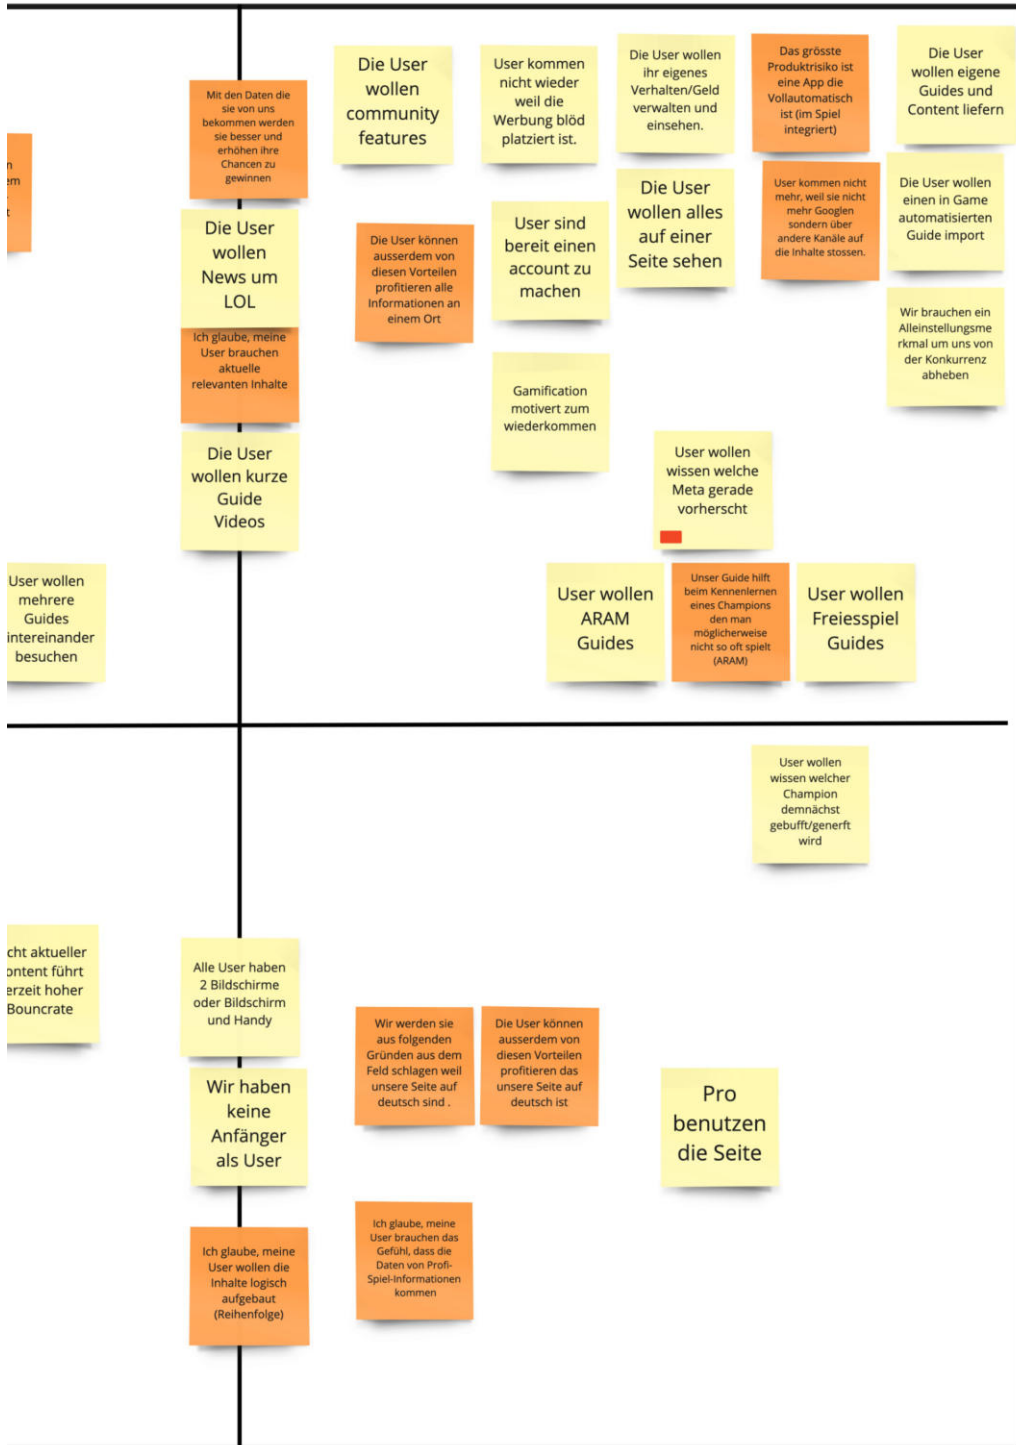 Mit den Daten die
sie von uns
bekommen werden
sie besser und
erhöhen ihre
Chancen zu
gewinnen
Die User
wollen
community
features
User kommen
nicht wieder
weil die
Werbung blöd
platziert ist.
Die User wollen
ihr eigenes
Verhalten/Geld
verwalten und
einsehen.
Das grösste
Produktrisiko ist
eine App die
Vollautomatisch
ist (im Spiel
integriert)
Die User
wollen eigene
Guides und
Content liefern
Die User
wollen
News um
LOL
Die User können
ausserdem von
diesen Vorteilen
profitieren alle
Informationen an
einem Ort
User sind
bereit einen
account zu
machen
Die User
wollen alles
auf einer
Seite sehen
User kommen nicht
mehr, weil sie nicht
mehr Googlen
sondern über
andere Kanäle auf
die Inhalte stossen.
Die User wollen
einen in Game
automatisierten
Guide import
Ich glaube, meine
User brauchen
aktuelle
relevanten Inhalte
Gamification
motivert zum
wiederkommen
Wir brauchen ein
Alleinstellungsme
rkmal um uns von
der Konkurrenz
abheben
Die User
wollen kurze
Guide
Videos
User wollen
wissen welche
Meta gerade
vorherscht
User wollen
mehrere
Guides
intereinander
besuchen
User wollen
ARAM
Guides
Unser Guide hilft
beim Kennenlernen
eines Champions
den man
möglicherweise
nicht so oft spielt
(ARAM)
User wollen
Freiesspiel
Guides
User wollen
wissen welcher
Champion
demnächst
gebufft/generft
wird
cht aktueller
ontent führt
erzeit hoher
Bouncrate
Alle User haben
2 Bildschirme
oder Bildschirm
und Handy
Wir werden sie
aus folgenden
Gründen aus dem
Feld schlagen weil
unsere Seite auf
deutsch sind .
Die User können
ausserdem von
diesen Vorteilen
profitieren das
unsere Seite auf
deutsch ist
Wir haben
keine
Anfänger
als User
Pro
benutzen
die Seite
Ich glaube, meine
User wollen die
Inhalte logisch
aufgebaut
(Reihenfolge)
Ich glaube, meine
User brauchen das
Gefühl, dass die
Daten von Profi-
Spiel-Informationen
kommen